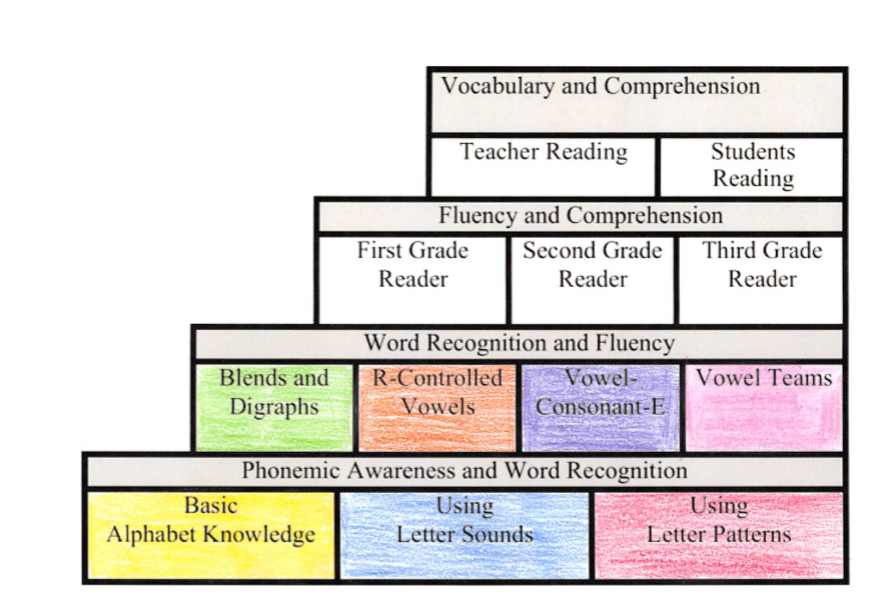 Vocabulary and Comprehension
Teacher Reading
Students
Reading
Fluency and Comprehension
First Grade
Reader
Second Grade
Reader
Third Grade
Reader
Word Recognition and Fluency
Blends and
Digraphs
R-Controlled
Vowels
Vowel-
Consonant-E
Vowel Teams
Phonemic Awareness and Word Recognition
Basic
Alphabet Knowledge
Using
Letter Sounds
Using
Letter Patterns